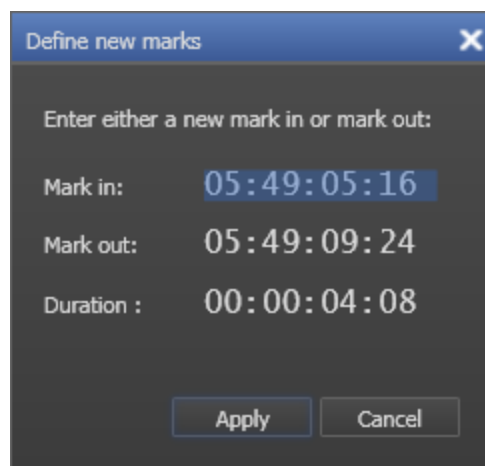 Define new marks
Enter either a new mark in or mark out:
Mark in: 05:49:05:16
Mark out: 05:49:09:24
Duration : 00:00:04:08
Apply Cancel